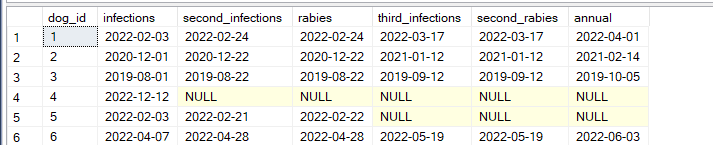 dog_id infections second_infections rabies third_infections second_rabies annual
1 1 2022-02-03 2022-02-24 2022-02-24 2022-03-17 2022-03-17 2022-04-01
2 2 2020-12-01 2020-12-22 2020-12-22 2021-01-12 2021-01-12 2021-02-14
3 3 2019-08-01 2019-08-22 2019-08-22 2019-09-12 2019-09-12 2019-10-05
4 4 2022-12-12 NULL NULL NULL NULL NULL
5 5 2022-02-03 2022-02-21 2022-02-22 NULL NULL NULL
6 6 2022-04-07 2022-04-28 2022-04-28 2022-05-19 2022-05-19 2022-06-03